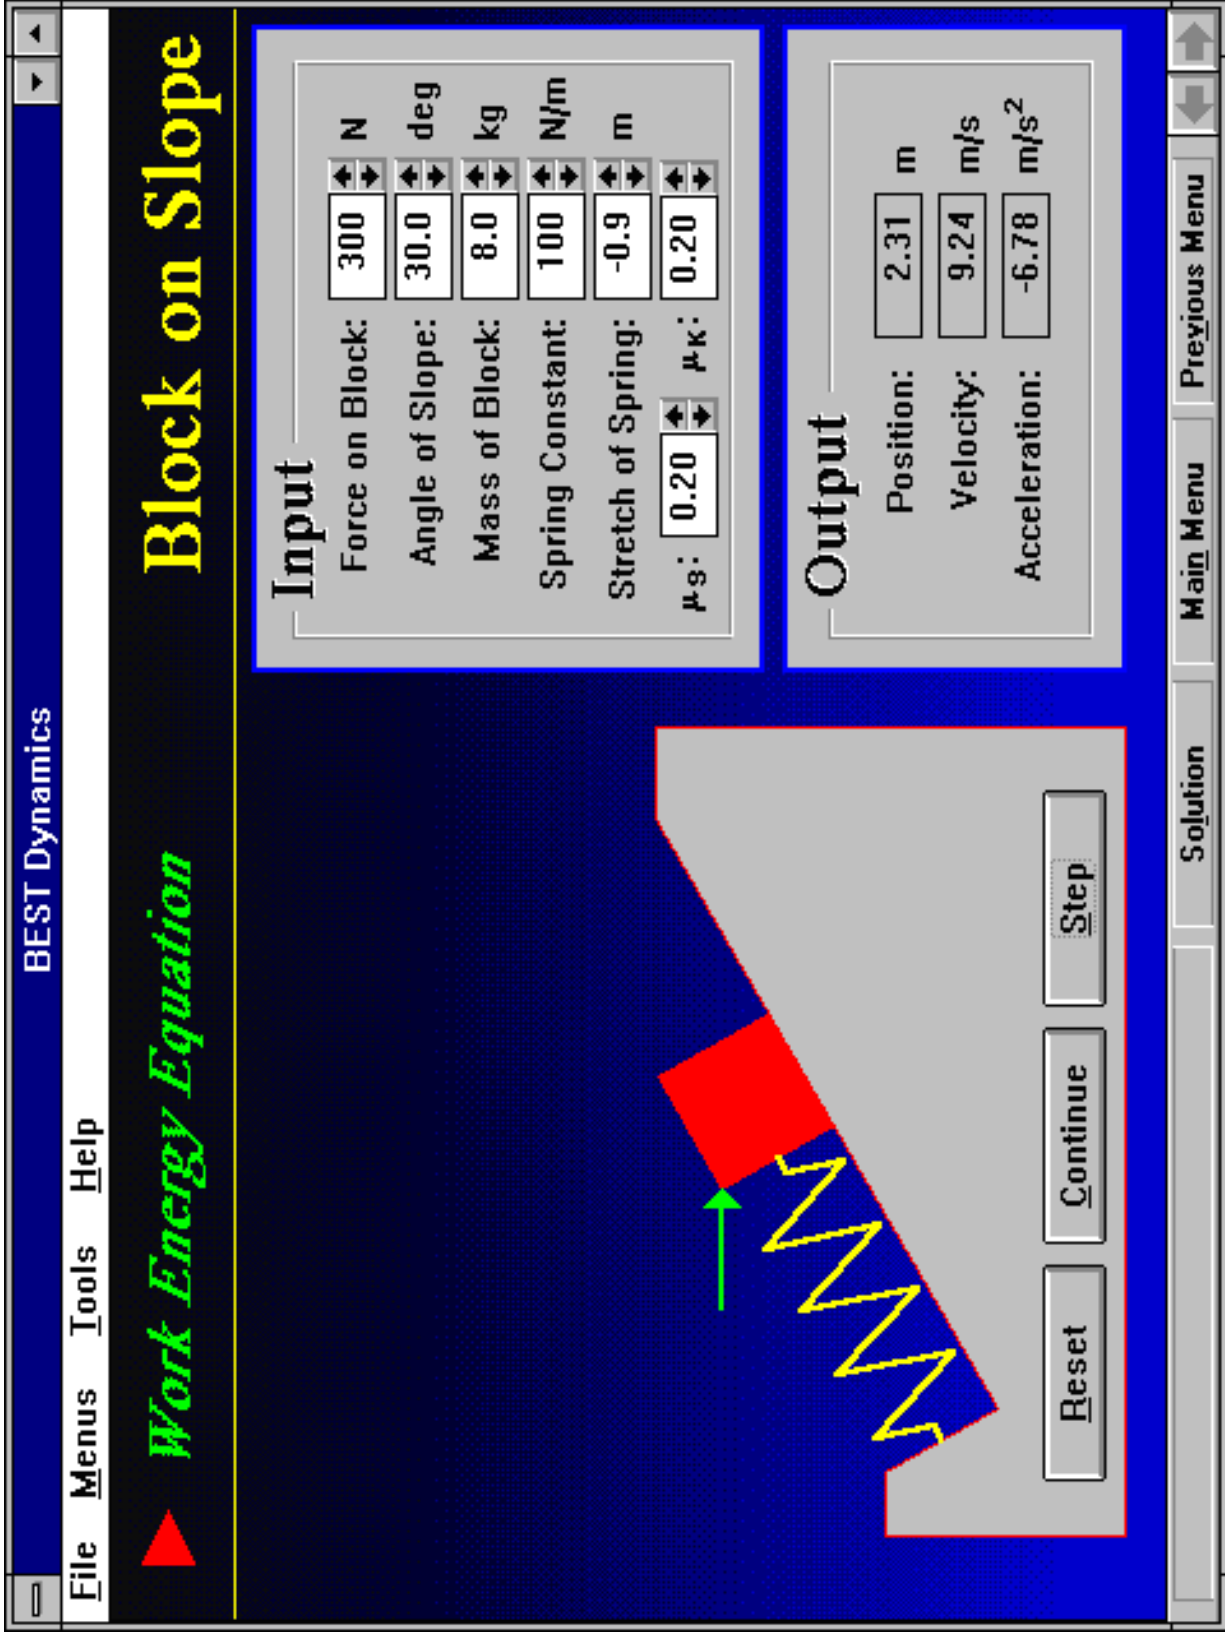 BEST Dynamics
File Menus Tools Help
Work Energy Equation Block on Slope
Input
Force on Block: 300 N
Angle of Slope: 30.0 deg
Mass of Block: 8.0 kg
Spring Constant: 100 N/m
Stretch of Spring: -0.9 m
μs: 0.20 μK: 0.20
Output
Position: 2.31 m
Velocity: 9.24 m/s
Acceleration: -6.78 m/s²
Reset Continue Step
Solution Main Menu Previous Menu